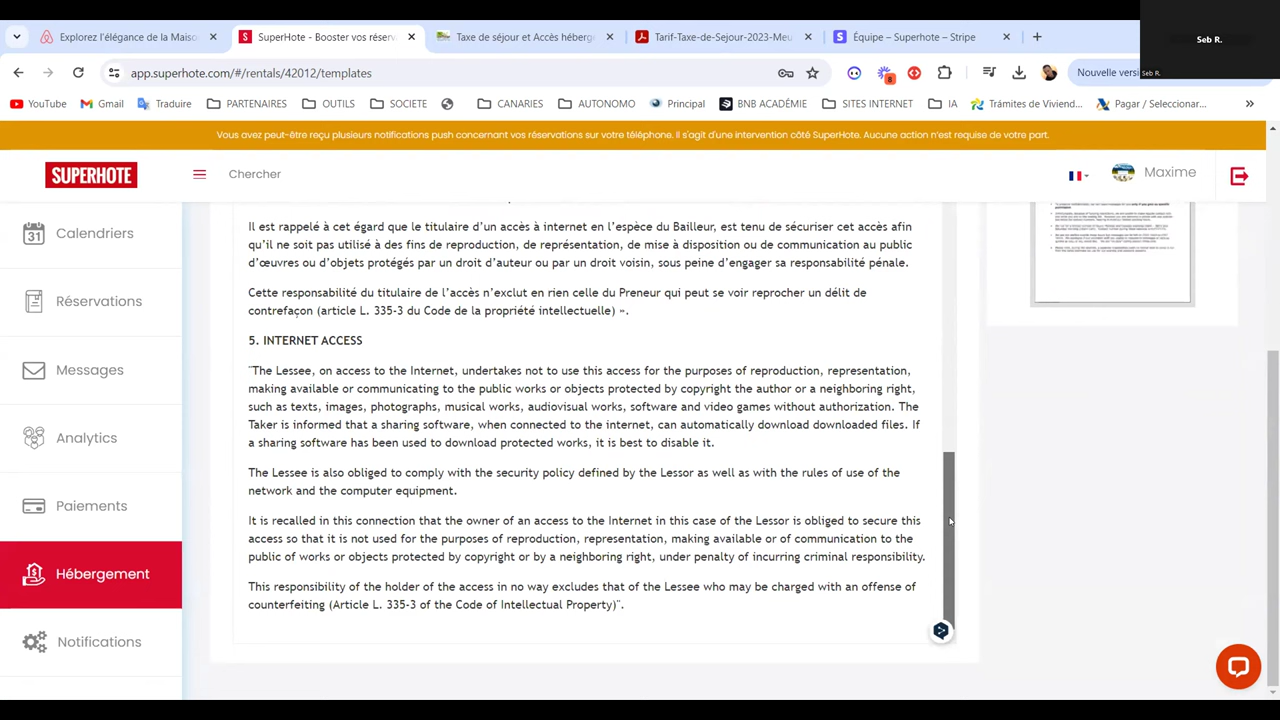 Explorez l'élégance de la Maiso
SuperHote - Booster vos réserv
Taxe de séjour et Accès héberge
Tarif-Taxe-de-Sejour-2023-Meu
Équipe – Superhote – Stripe
Seb R.
Seb R.
app.superhote.com/#/rentals/42012/templates
8
Nouvelle versi
YouTube
Gmail
Traduire
PARTENAIRES
OUTILS
SOCIETE
CANARIES
AUTONOMO
Principal
BNB ACADÉMIE
SITES INTERNET
IA
Trámites de Viviend...
Pagar / Seleccionar...
Vous avez peut-être reçu plusieurs notifications push concernant vos réservations sur votre téléphone. Il s'agit d'une intervention côté SuperHote. Aucune action n'est requise de votre part.
SUPERHOTE
Chercher
Maxime
31
Calendriers
Réservations
Messages
Analytics
Paiements
Hébergement
Notifications
Il est rappelé à cet égard que le titulaire d'un accès à internet en l'espèce du Bailleur, est tenu de sécuriser cet accès afin
qu'il ne soit pas utilisé à des fins de reproduction, de représentation, de mise à disposition ou de communication au public
d'œuvres ou d'objets protégés par un droit d'auteur ou par un droit voisin, sous peine d'engager sa responsabilité pénale.
Cette responsabilité du titulaire de l'accès n'exclut en rien celle du Preneur qui peut se voir reprocher un délit de
contrefaçon (article L. 335-3 du Code de la propriété intellectuelle) ».
5. INTERNET ACCESS
"The Lessee, on access to the Internet, undertakes not to use this access for the purposes of reproduction, representation,
making available or communicating to the public works or objects protected by copyright the author or a neighboring right,
such as texts, images, photographs, musical works, audiovisual works, software and video games without authorization. The
Taker is informed that a sharing software, when connected to the internet, can automatically download downloaded files. If
a sharing software has been used to download protected works, it is best to disable it.
The Lessee is also obliged to comply with the security policy defined by the Lessor as well as with the rules of use of the
network and the computer equipment.
It is recalled in this connection that the owner of an access to the Internet in this case of the Lessor is obliged to secure this
access so that it is not used for the purposes of reproduction, representation, making available or of communication to the
public of works or objects protected by copyright or by a neighboring right, under penalty of incurring criminal responsibility.
This responsibility of the holder of the access in no way excludes that of the Lessee who may be charged with an offense of
counterfeiting (Article L. 335-3 of the Code of Intellectual Property)".